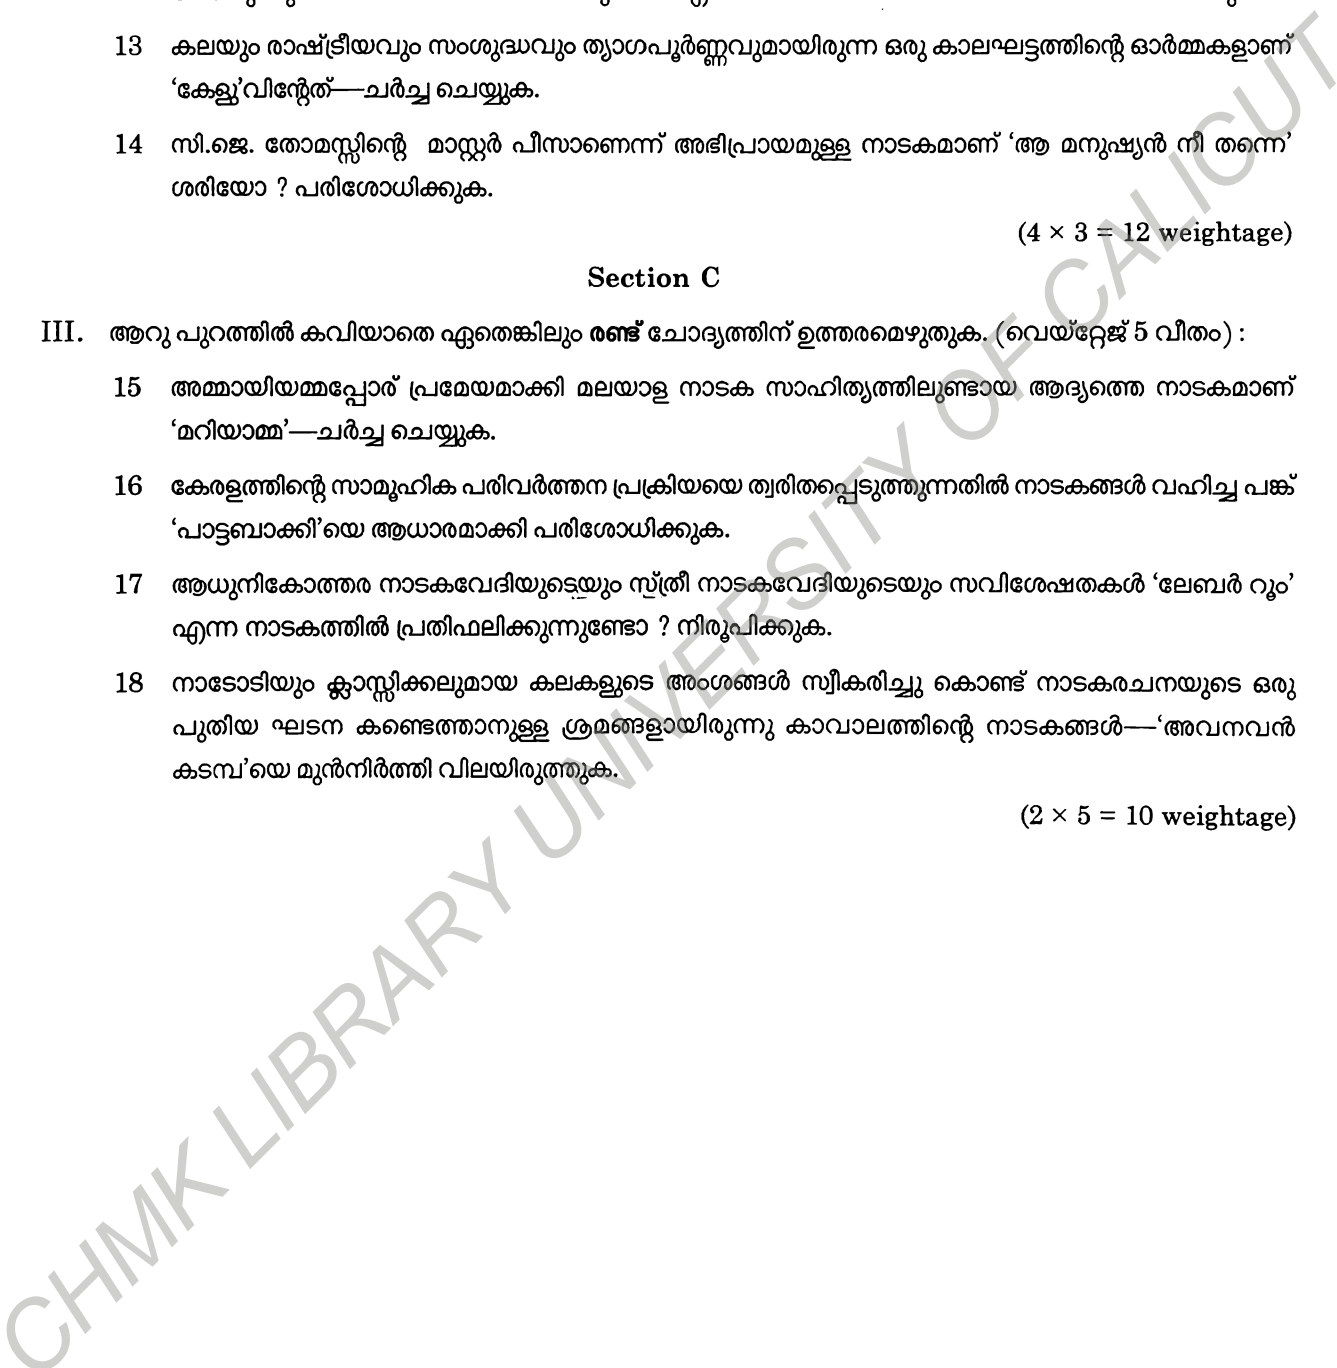 13 കലയും രാഷ്ട്രീയവും സംശുദ്ധവും ത്യാഗപൂർണ്ണവുമായിരുന്ന ഒരു കാലഘട്ടത്തിന്റെ ഓർമ്മകളാണ്
‘കേളു’വിന്റേത്—ചർച്ച ചെയ്യുക.
14 സി.ജെ. തോമസ്സിന്റെ മാസ്റ്റർ പീസാണെന്ന് അഭിപ്രായമുള്ള നാടകമാണ് ‘ആ മനുഷ്യൻ നീ തന്നെ’
ശരിയോ ? പരിശോധിക്കുക.
(4 × 3 = 12 weightage)
Section C
III. ആറു പുറത്തിൽ കവിയാതെ ഏതെങ്കിലും രണ്ട് ചോദ്യത്തിന് ഉത്തരമെഴുതുക. (വെയ്റ്റേജ് 5 വീതം) :
15 അമ്മായിയമ്മപ്പോര് പ്രമേയമാക്കി മലയാള നാടക സാഹിത്യത്തിലുണ്ടായ ആദ്യത്തെ നാടകമാണ്
‘മറിയാമ്മ’—ചർച്ച ചെയ്യുക.
16 കേരളത്തിന്റെ സാമൂഹിക പരിവർത്തന പ്രക്രിയയെ ത്വരിതപ്പെടുത്തുന്നതിൽ നാടകങ്ങൾ വഹിച്ച പങ്ക്
‘പാട്ടബാക്കി’യെ ആധാരമാക്കി പരിശോധിക്കുക.
17 ആധുനികോത്തര നാടകവേദിയുടെയും സ്ത്രീ നാടകവേദിയുടെയും സവിശേഷതകൾ ‘ലേബർ റൂം’
എന്ന നാടകത്തിൽ പ്രതിഫലിക്കുന്നുണ്ടോ ? നിരൂപിക്കുക.
18 നാടോടിയും ക്ലാസ്സിക്കലുമായ കലകളുടെ അംശങ്ങൾ സ്വീകരിച്ചു കൊണ്ട് നാടകരചനയുടെ ഒരു
പുതിയ ഘടന കണ്ടെത്താനുള്ള ശ്രമങ്ങളായിരുന്നു കാവാലത്തിന്റെ നാടകങ്ങൾ—‘അവനവൻ
കടമ്പ’യെ മുൻനിർത്തി വിലയിരുത്തുക.
(2 × 5 = 10 weightage)
CHMK LIBRARY UNIVERSITY OF CALICUT